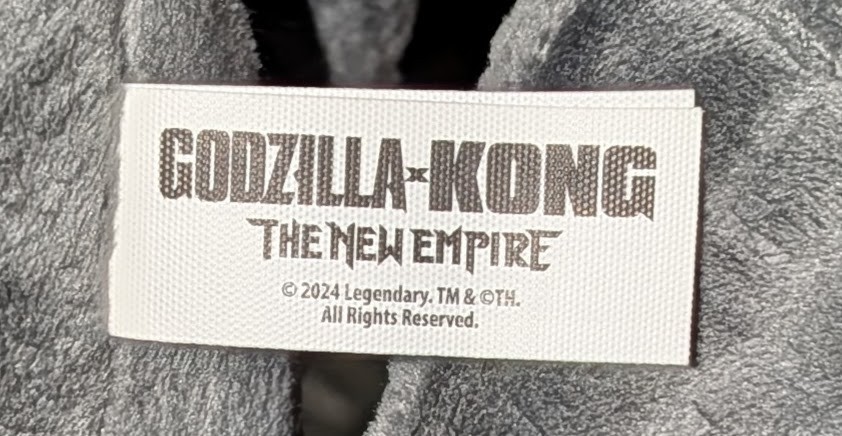 GODZILLA x KONG
THE NEW EMPIRE
© 2024 Legendary. TM & ©TH.
All Rights Reserved.